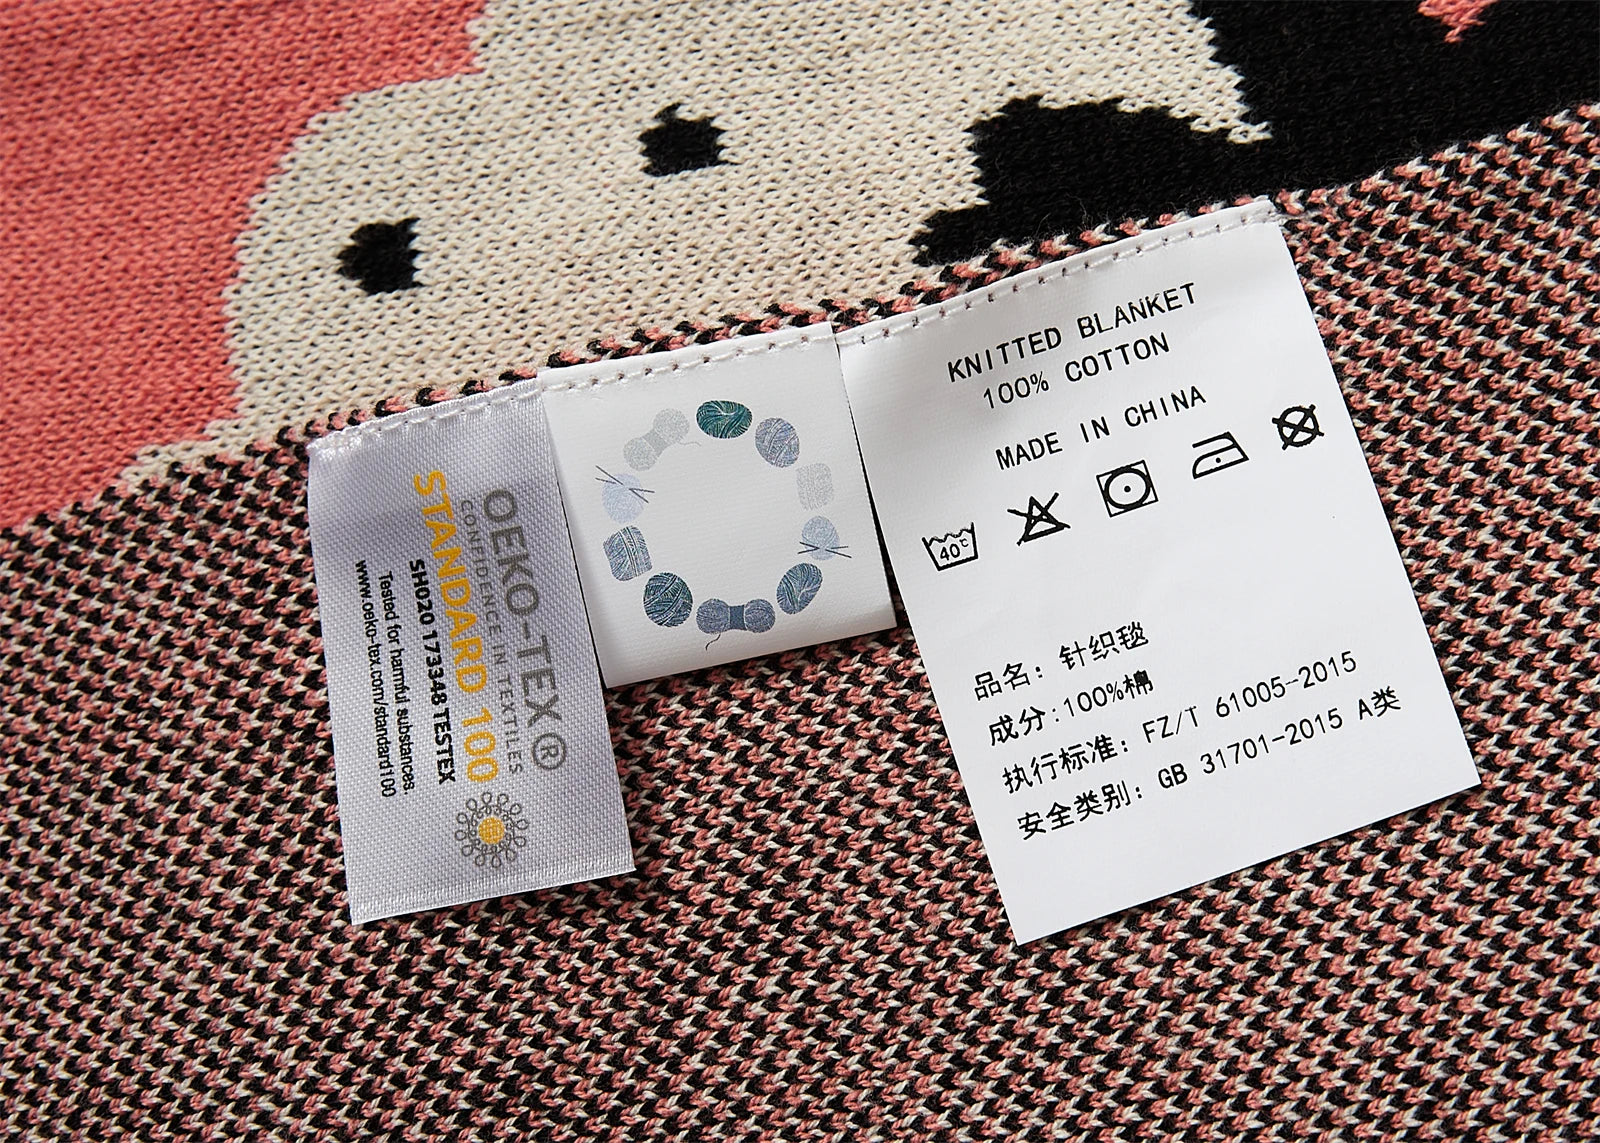 OEKO-TEX®
CONFIDENCE IN TEXTILES
STANDARD 100
SH020 173348 TESTEX
Tested for harmful substances
www.oeko-tex.com/standard100
KNITTED BLANKET
100% COTTON
MADE IN CHINA
40℃
品名: 针织毯
成分:100%棉
执行标准: FZ/T 61005-2015
安全类别: GB 31701-2015 A类